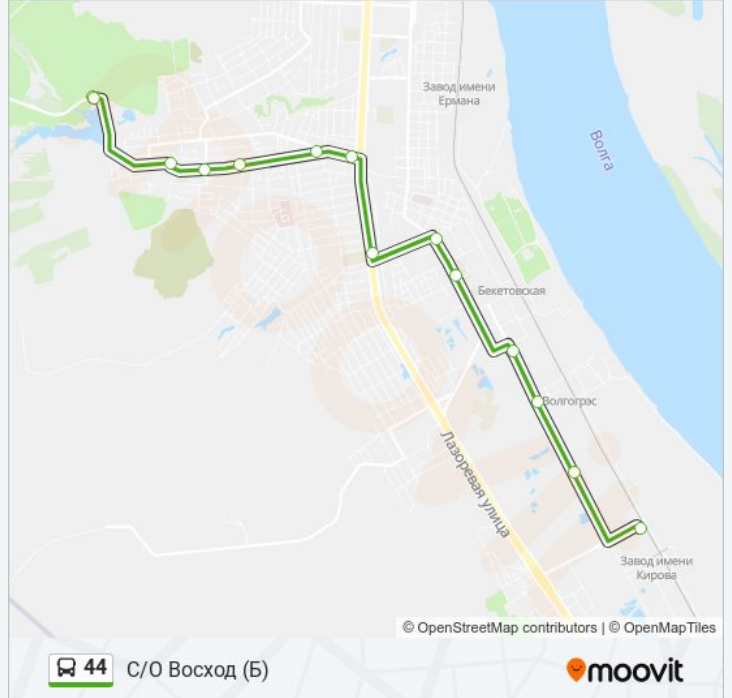 Завод имени
Ермана
Волга
Бекетовская
Волгогрэс
Лазоревая улица
Завод имени
Кирова
© OpenStreetMap contributors | © OpenMapTiles
44 С/О Восход (Б)
moovit